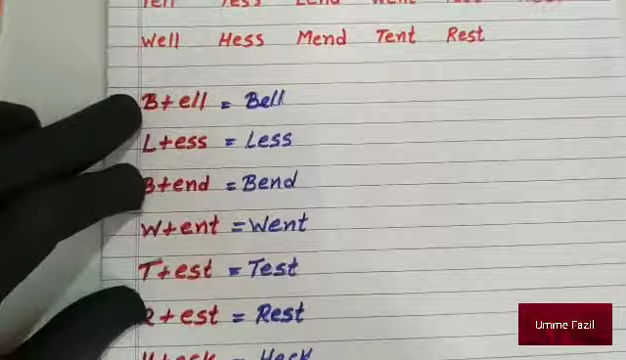 Well Hess Mend Tent Rest
B+ell = Bell
L+ess = Less
B+end = Bend
W+ent = Went
T+est = Test
R+est = Rest
Umme Fazil